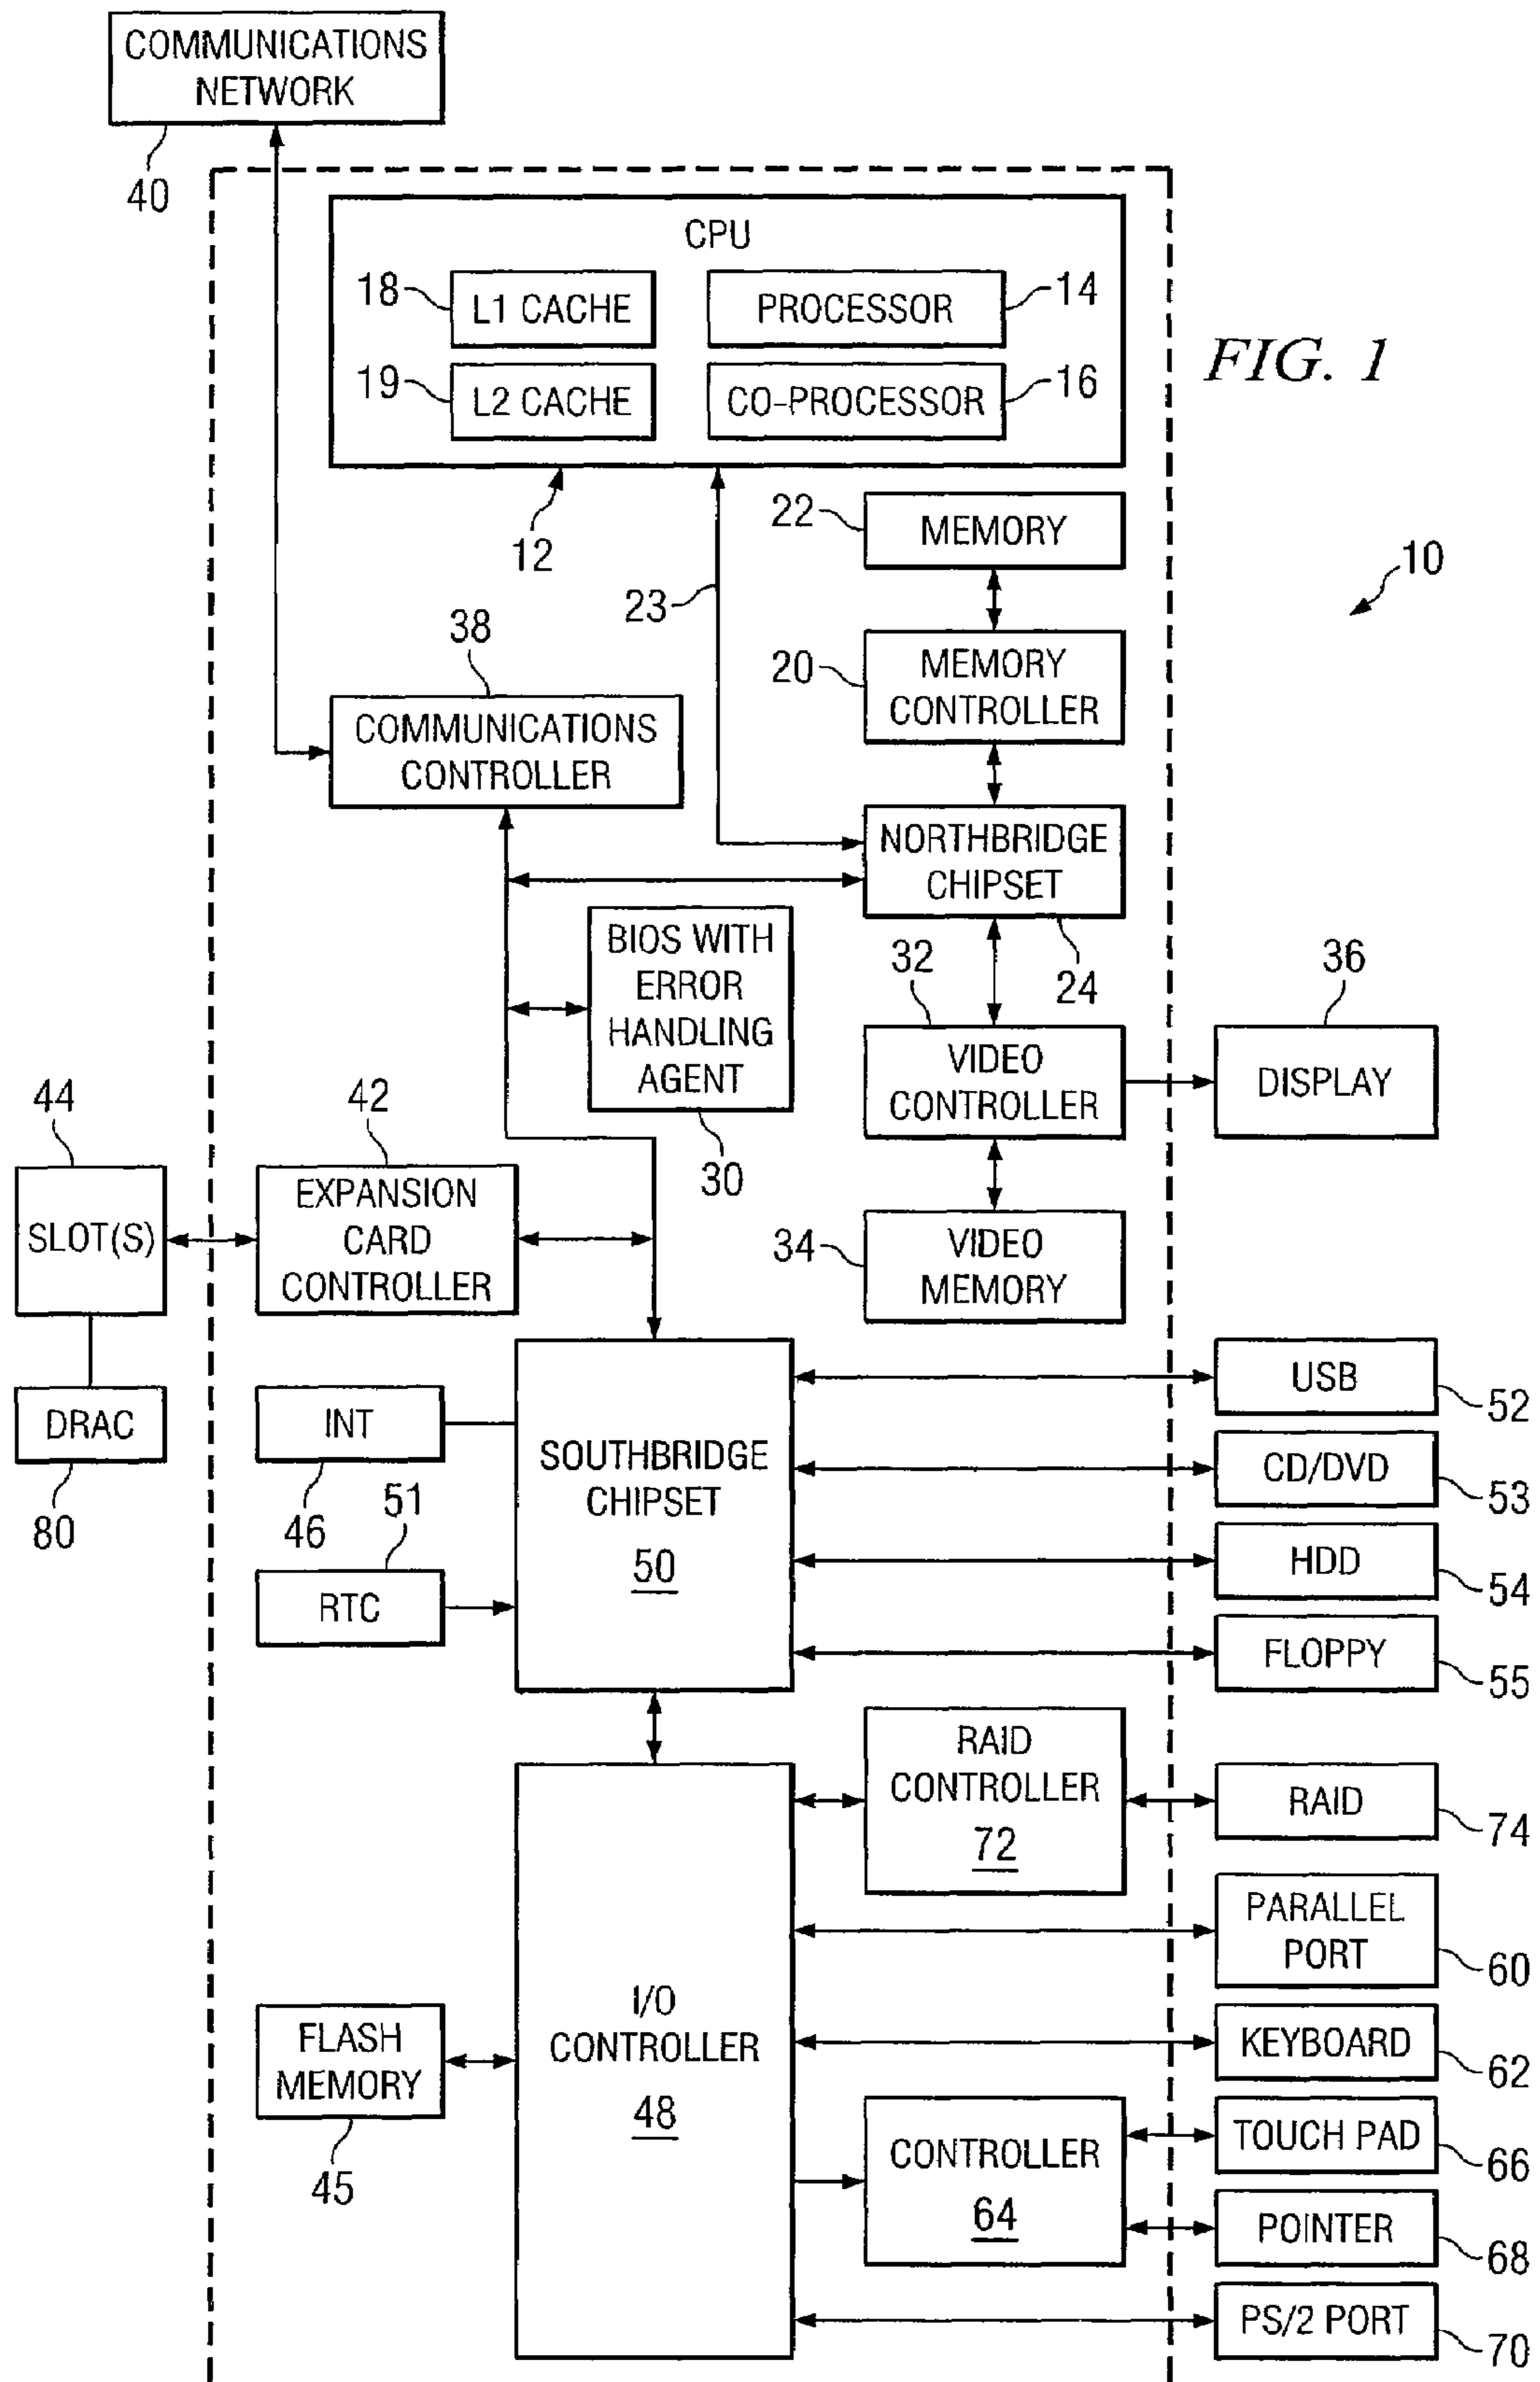 COMMUNICATIONS
NETWORK
40
CPU
18
L1 CACHE
PROCESSOR
14
19
L2 CACHE
CO-PROCESSOR
16
FIG. 1
12
22
MEMORY
10
23
38
20
MEMORY
CONTROLLER
COMMUNICATIONS
CONTROLLER
NORTHBRIDGE
CHIPSET
24
BIOS WITH
ERROR
HANDLING
AGENT
30
32
36
VIDEO
CONTROLLER
DISPLAY
44
42
SLOT(S)
EXPANSION
CARD
CONTROLLER
34
VIDEO
MEMORY
DRAC
80
INT
46
51
RTC
SOUTHBRIDGE
CHIPSET
50
USB
52
CD/DVD
53
HDD
54
FLOPPY
55
RAID
CONTROLLER
72
RAID
74
PARALLEL
PORT
60
I/O
CONTROLLER
48
FLASH
MEMORY
45
KEYBOARD
62
CONTROLLER
64
TOUCH PAD
66
POINTER
68
PS/2 PORT
70